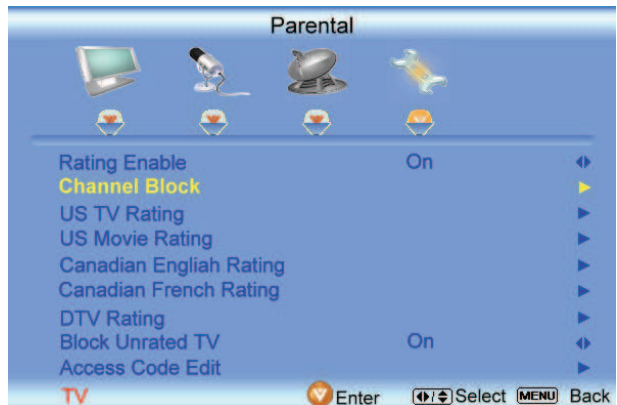 Parental
Rating Enable On
Channel Block
US TV Rating
US Movie Rating
Canadian Engliah Rating
Canadian French Rating
DTV Rating
Block Unrated TV On
Access Code Edit
TV Enter Select MENU Back